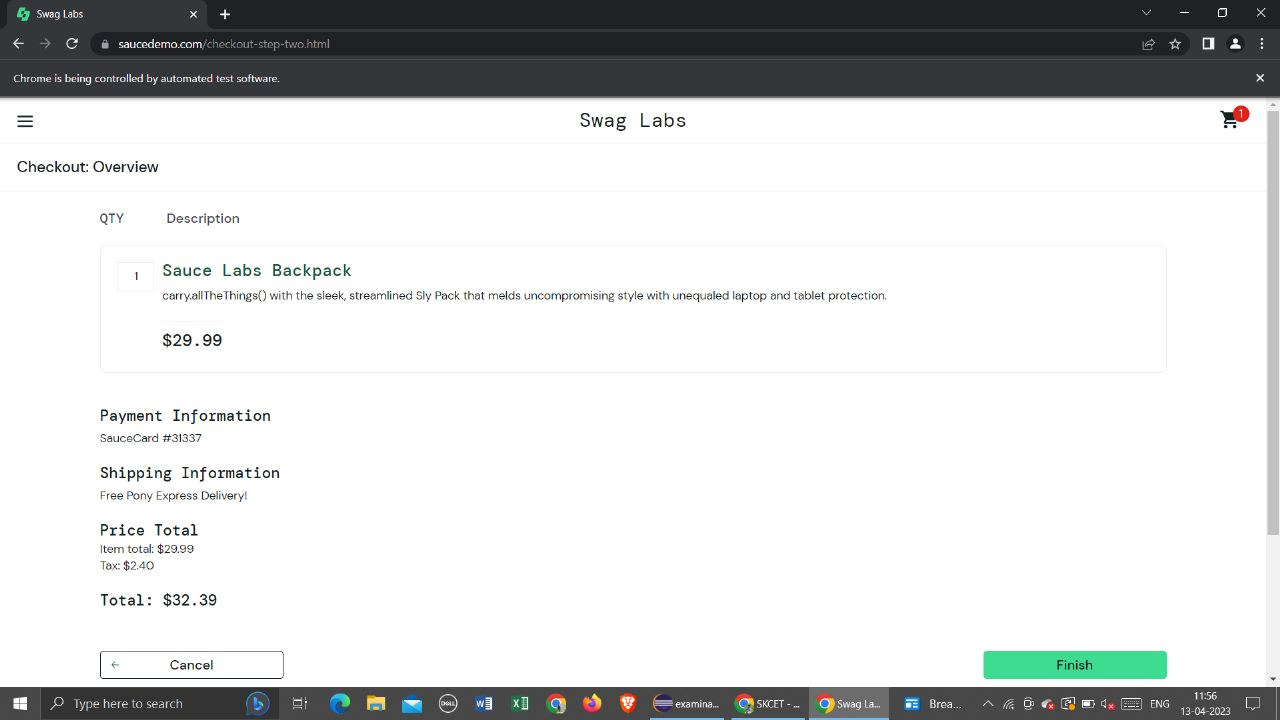 Swag Labs
saucedemo.com/checkout-step-two.html
Chrome is being controlled by automated test software.
Swag Labs
1
Checkout: Overview
QTY Description
1 Sauce Labs Backpack
carry.allTheThings() with the sleek, streamlined Sly Pack that melds uncompromising style with unequaled laptop and tablet protection.
$29.99
Payment Information
SauceCard #31337
Shipping Information
Free Pony Express Delivery!
Price Total
Item total: $29.99
Tax: $2.40
Total: $32.39
Cancel Finish
Type here to search
DELL
examina...
SKCET - ...
Swag La...
Brea...
ENG
11:56
13-04-2023